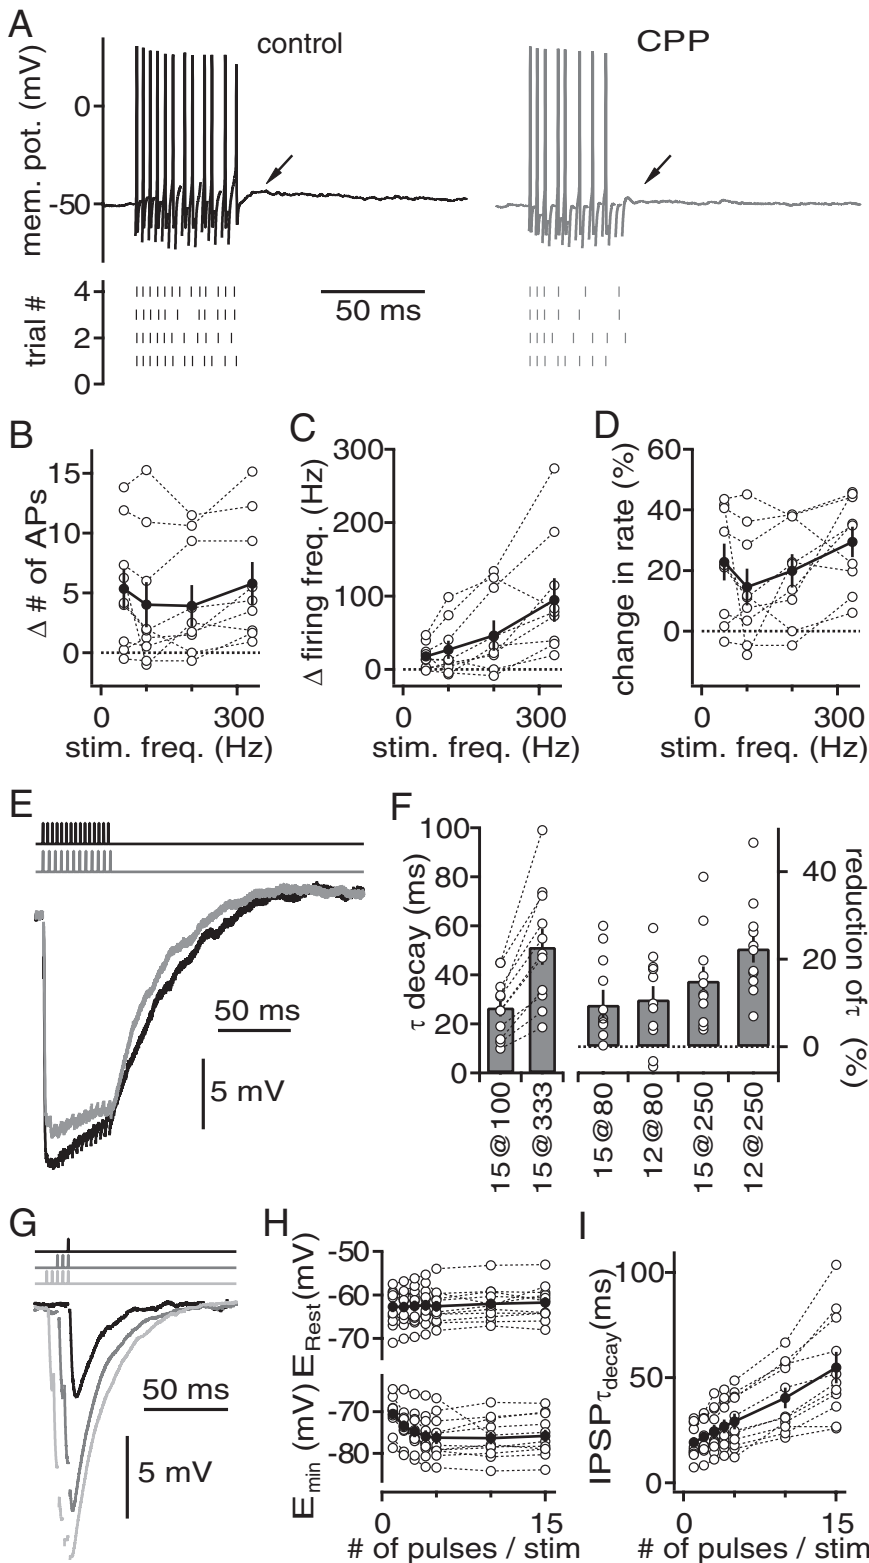 A
control
CPP
mem. pot. (mV)
0
-50
trial #
4
2
0
50 ms
B
Δ # of APs
15
10
5
0
0
300
stim. freq. (Hz)
C
Δ firing freq. (Hz)
300
200
100
0
0
300
stim. freq. (Hz)
D
change in rate (%)
60
40
20
0
0
300
stim. freq. (Hz)
E
50 ms
5 mV
F
τ decay (ms)
100
80
60
40
20
0
15@100
15@333
15@80
12@80
15@250
12@250
40
20
0
reduction of τ (%)
G
50 ms
5 mV
H
E Rest (mV)
-50
-60
-70
E min (mV)
-70
-80
0
15
# of pulses / stim
I
IPSP τ decay (ms)
100
50
0
0
15
# of pulses / stim